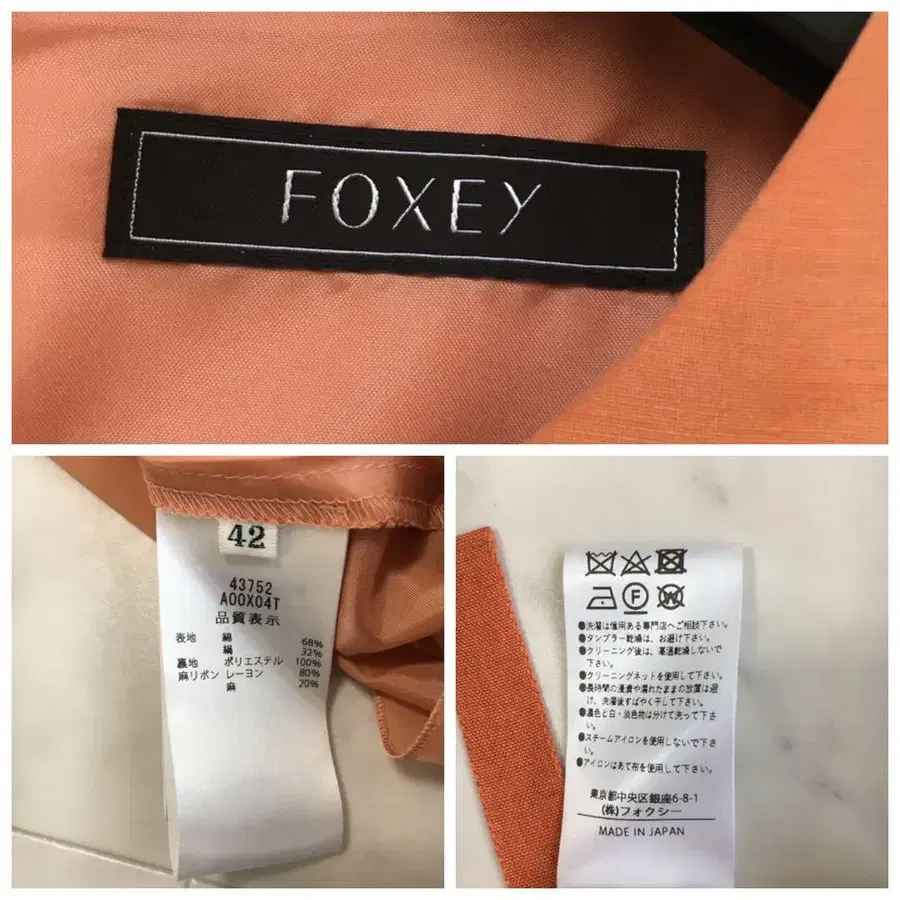 FOXEY
42
43752
A00X04T
品質表示
表地 綿 68%
絹 32%
裏地 ポリエステル 100%
麻リボン レーヨン 80%
麻 20%
●洗濯は信用ある専門店へご相談下さい。
●タンブラー乾燥は、お避け下さい。
●クリーニング後は、高温乾燥しないで
下さい。
●クリーニングネットを使用して下さい。
●長時間の浸漬や濡れたままの放置は避
け、洗濯後すばやく干して下さい。
●濃色と白・淡色物は分けて洗って下さ
い。
●スチームアイロンを使用しないで下さ
い。
●アイロンはあて布を使用して下さい。
東京都中央区銀座6-8-1
(株)フォクシー
MADE IN JAPAN